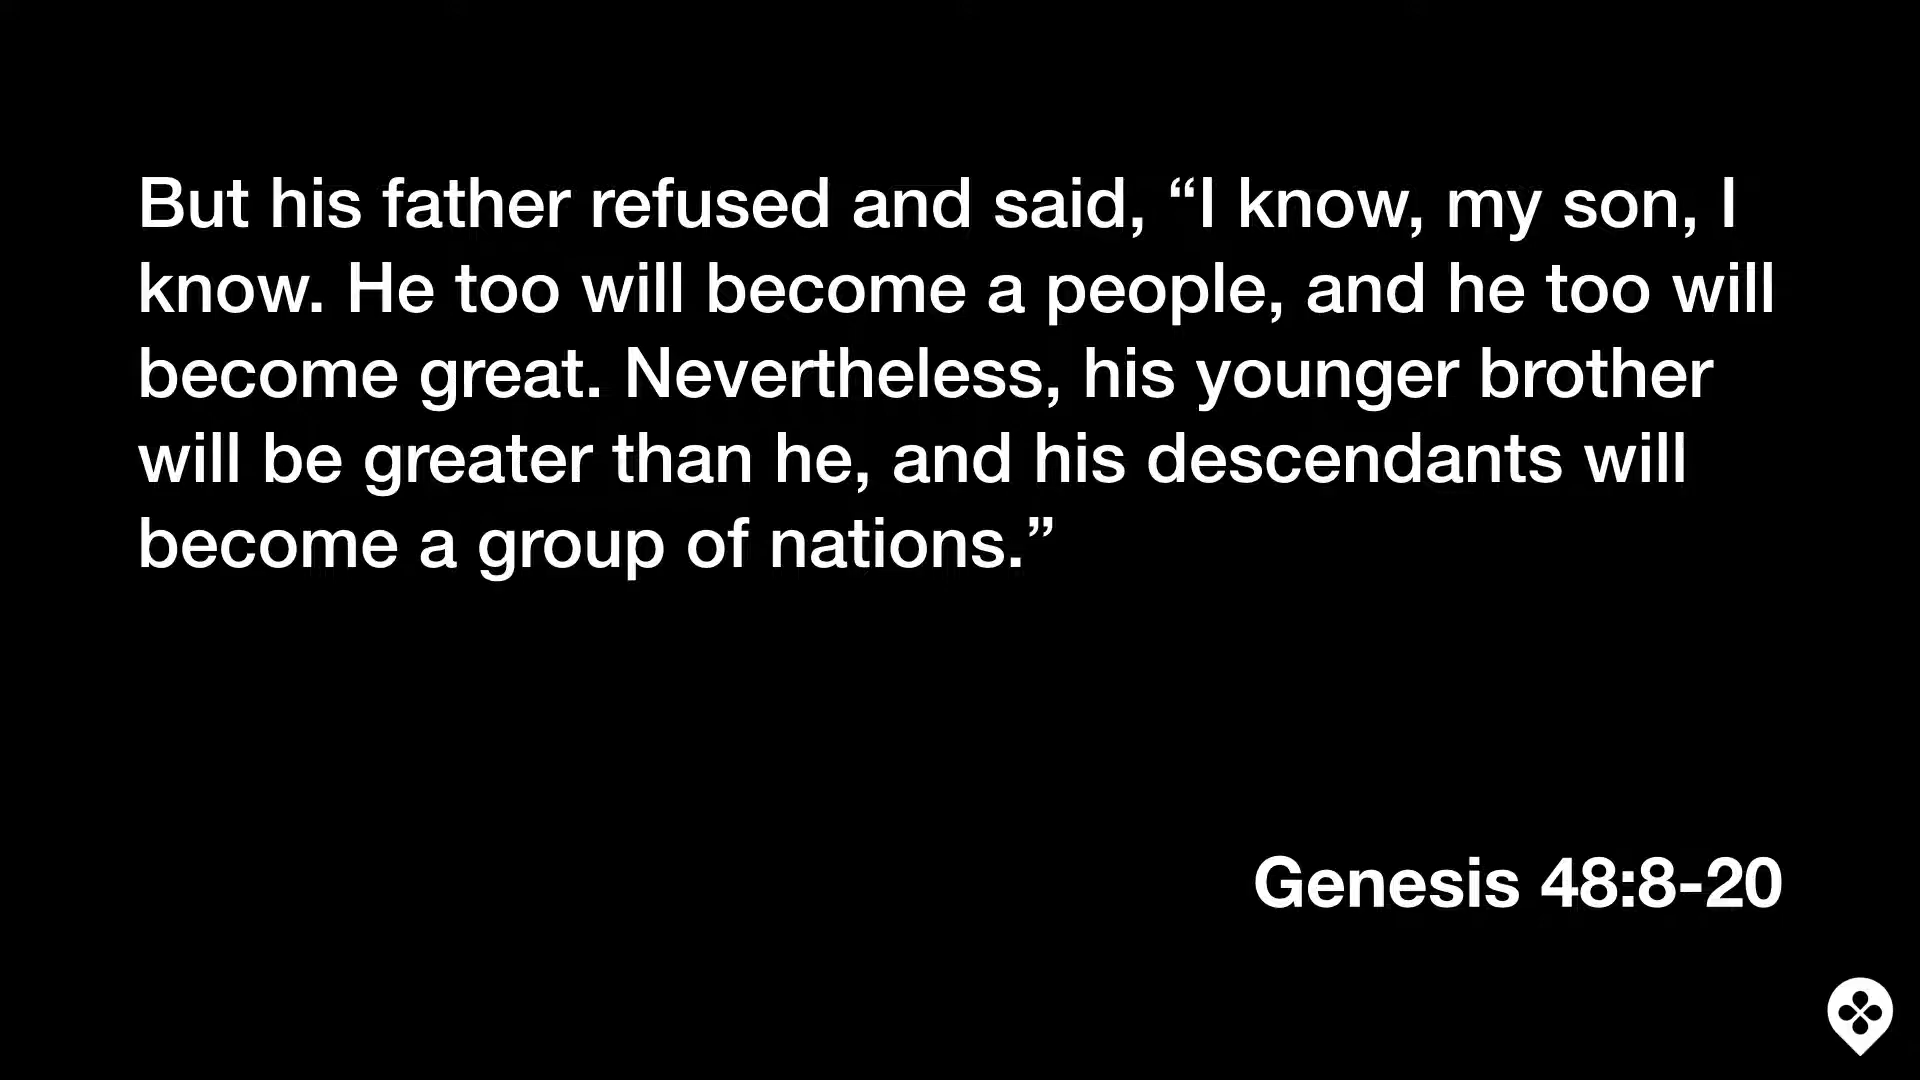 But his father refused and said, “I know, my son, I
know. He too will become a people, and he too will
become great. Nevertheless, his younger brother
will be greater than he, and his descendants will
become a group of nations.”
Genesis 48:8-20